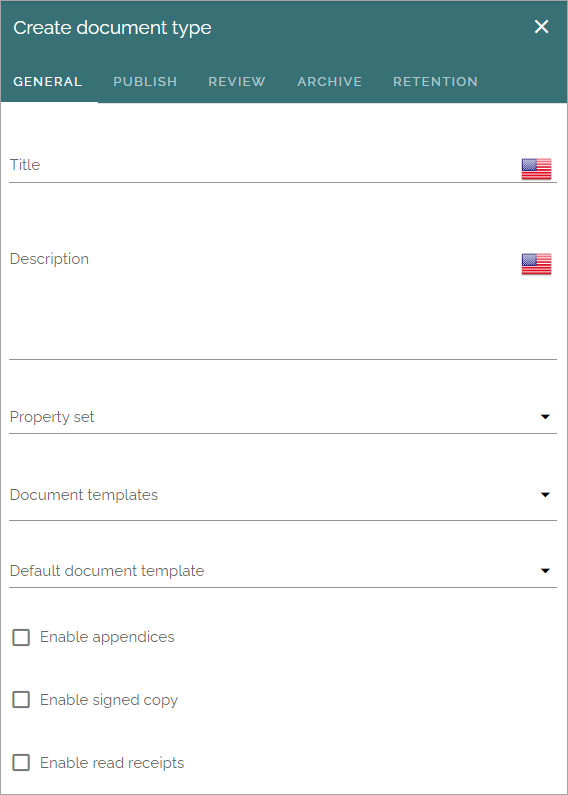 Create document type
GENERAL PUBLISH REVIEW ARCHIVE RETENTION
Title
Description
Property set
Document templates
Default document template
Enable appendices
Enable signed copy
Enable read receipts